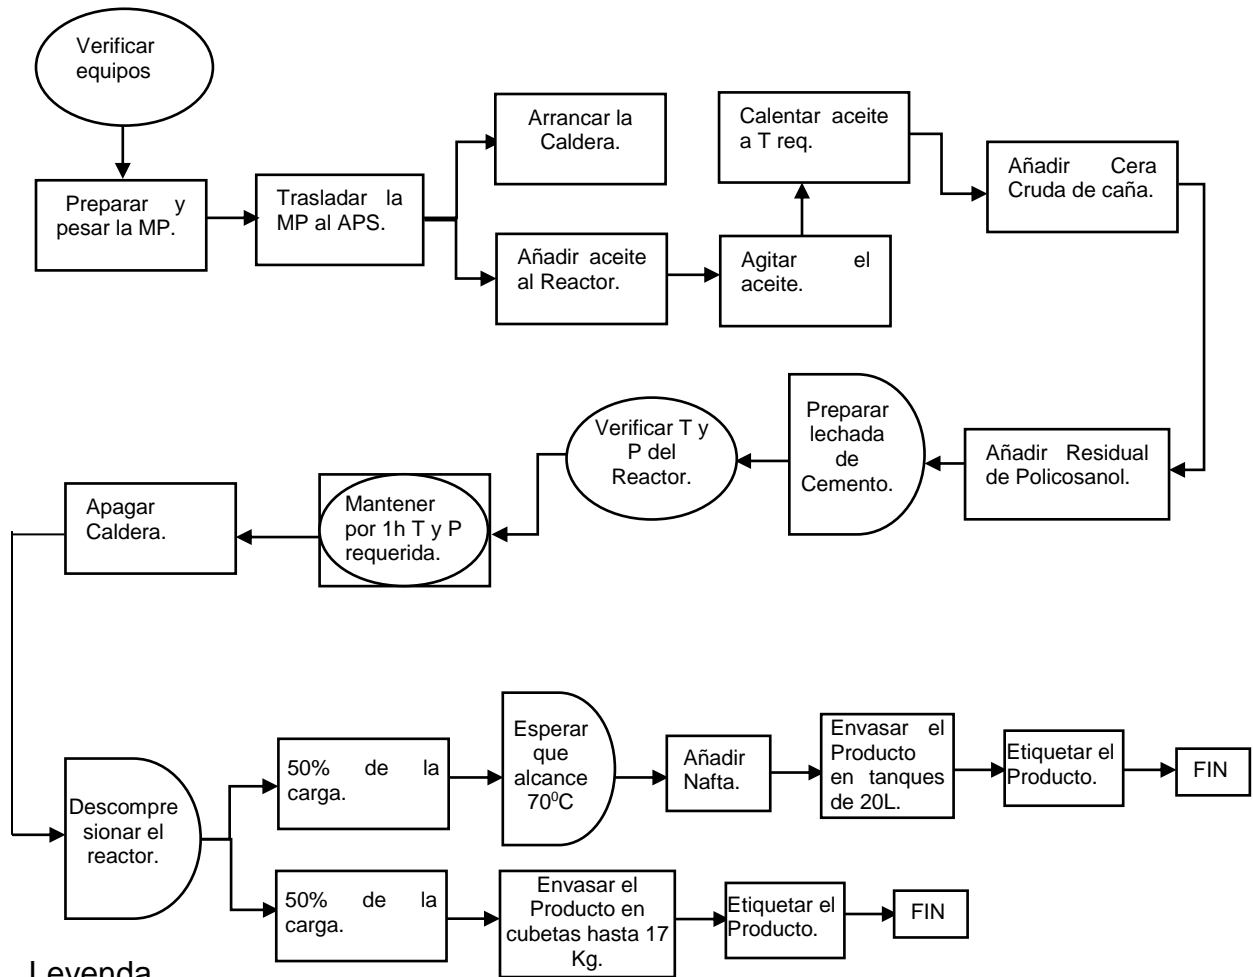 Verificar
equipos
Preparar y
pesar la MP.
Trasladar la
MP al APS.
Arrancar la
Caldera.
Añadir aceite
al Reactor.
Agitar el
aceite.
Calentar aceite
a T req.
Añadir Cera
Cruda de caña.
Añadir Residual
de Policosanol.
Preparar
lechada
de
Cemento.
Verificar T y
P del
Reactor.
Mantener
por 1h T y P
requerida.
Apagar
Caldera.
Descompre
sionar el
reactor.
50% de la
carga.
Esperar
que
alcance
70⁰C
Añadir
Nafta.
Envasar el
Producto
en tanques
de 20L.
Etiquetar el
Producto.
FIN
50% de la
carga.
Envasar el
Producto en
cubetas hasta 17
Kg.
Etiquetar el
Producto.
FIN
Leyenda